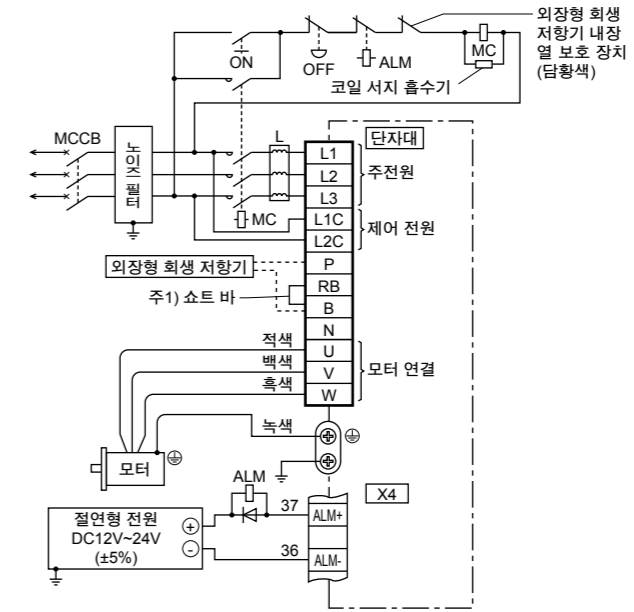 외장형 회생
저항기 내장
열 보호 장치
(담황색)
ON
OFF
ALM
MC
코일 서지 흡수기
MCCB
노이즈 필터
L
MC
단자대
L1
L2
L3
주전원
L1C
L2C
제어 전원
P
RB
B
N
U
V
W
외장형 회생 저항기
주1) 쇼트 바
모터 연결
적색
백색
흑색
녹색
모터
ALM
X4
절연형 전원
DC12V~24V
(±5%)
+
-
37
ALM+
36
ALM-